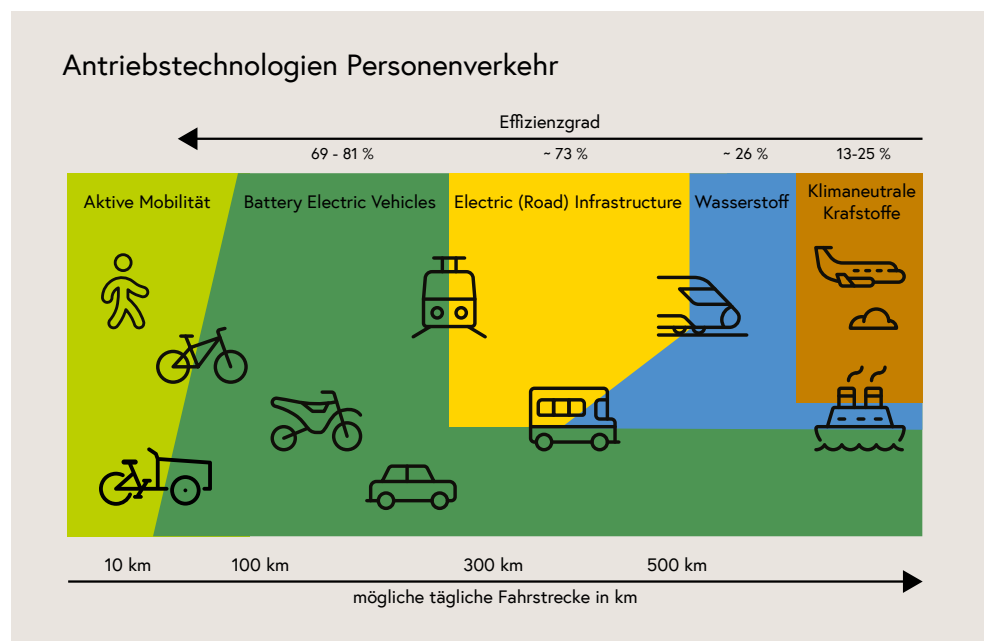 Antriebstechnologien Personenverkehr
Effizienzgrad
69 - 81 %
~ 73 %
~ 26 %
13-25 %
Aktive Mobilität
Battery Electric Vehicles
Electric (Road) Infrastructure
Wasserstoff
Klimaneutrale
Krafstoffe
10 km
100 km
300 km
500 km
mögliche tägliche Fahrstrecke in km